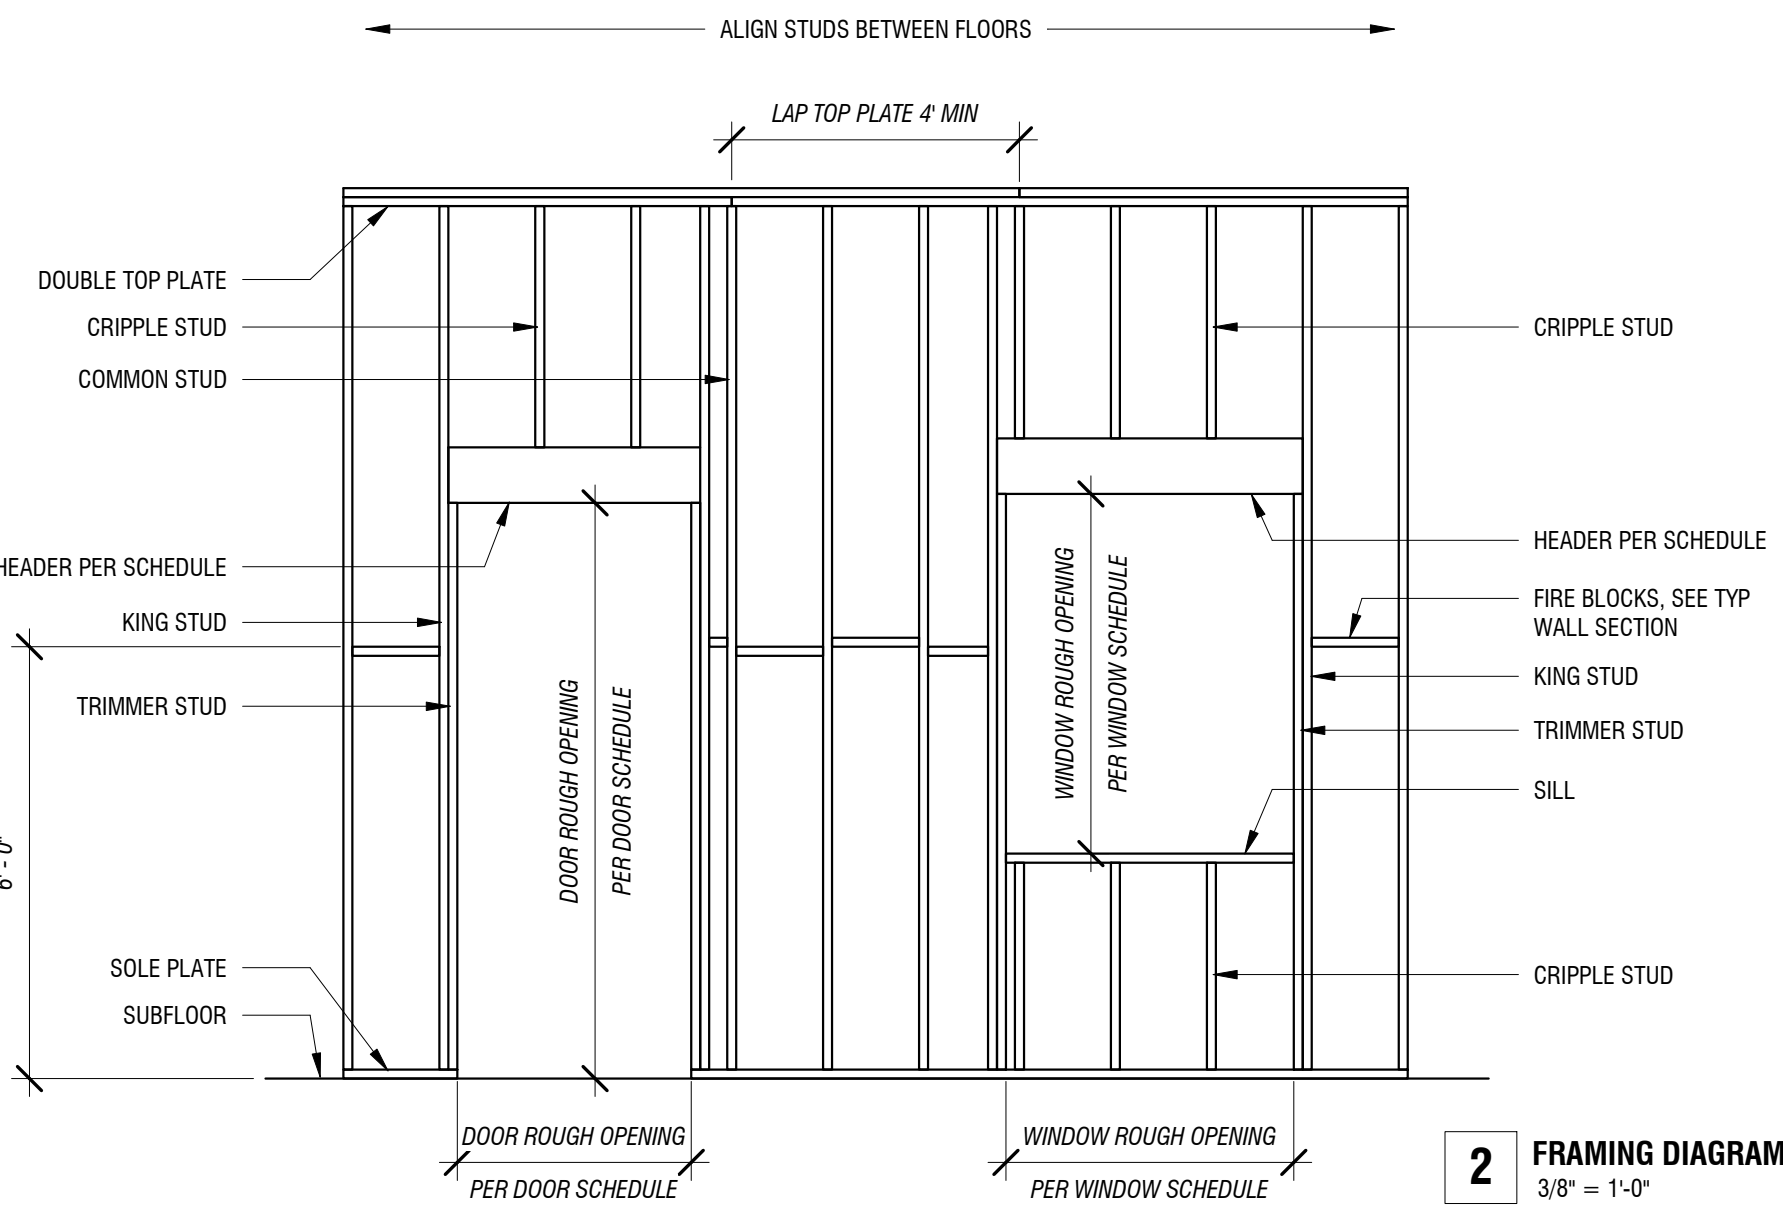 ALIGN STUDS BETWEEN FLOORS
LAP TOP PLATE 4' MIN
DOUBLE TOP PLATE
CRIPPLE STUD
COMMON STUD
HEADER PER SCHEDULE
KING STUD
TRIMMER STUD
6' - 0"
SOLE PLATE
SUBFLOOR
DOOR ROUGH OPENING
PER DOOR SCHEDULE
WINDOW ROUGH OPENING
PER WINDOW SCHEDULE
CRIPPLE STUD
HEADER PER SCHEDULE
FIRE BLOCKS, SEE TYP
WALL SECTION
KING STUD
TRIMMER STUD
SILL
CRIPPLE STUD
DOOR ROUGH OPENING
PER DOOR SCHEDULE
WINDOW ROUGH OPENING
PER WINDOW SCHEDULE
2
FRAMING DIAGRAM
3/8" = 1'-0"